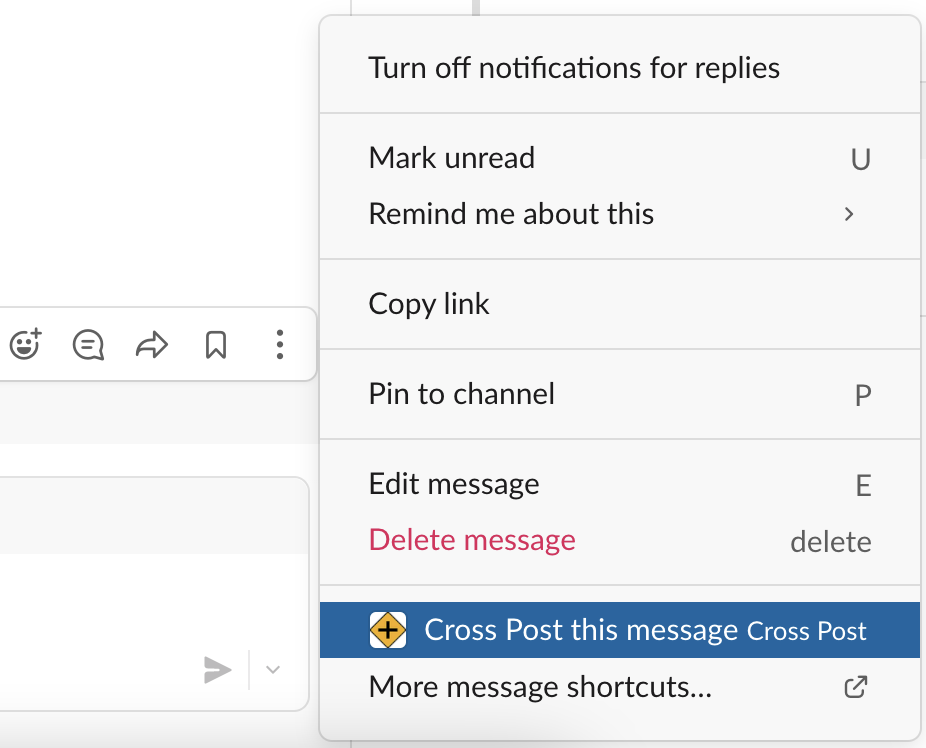 Turn off notifications for replies
Mark unread U
Remind me about this
Copy link
Pin to channel P
Edit message E
Delete message delete
Cross Post this message Cross Post
More message shortcuts...